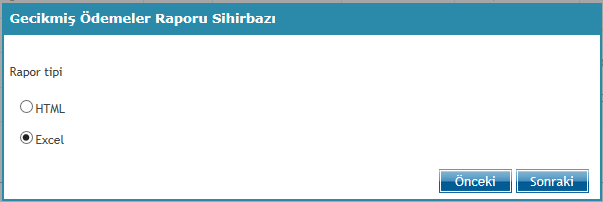 Gecikmiş Ödemeler Raporu Sihirbazı
Rapor tipi
HTML
Excel
Önceki Sonraki